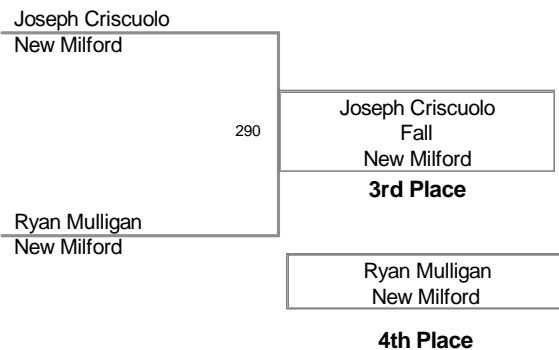 Joseph Criscuolo
New Milford
290
Joseph Criscuolo
Fall
New Milford
3rd Place
Ryan Mulligan
New Milford
Ryan Mulligan
New Milford
4th Place